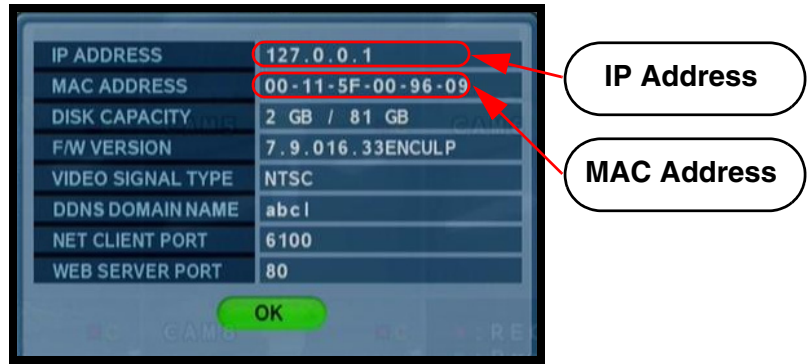 IP ADDRESS 127.0.0.1
MAC ADDRESS 00-11-5F-00-96-09
DISK CAPACITY 2 GB / 81 GB
F/W VERSION 7.9.016.33ENCULP
VIDEO SIGNAL TYPE NTSC
DDNS DOMAIN NAME abcl
NET CLIENT PORT 6100
WEB SERVER PORT 80
OK
CAM8
IP Address
MAC Address